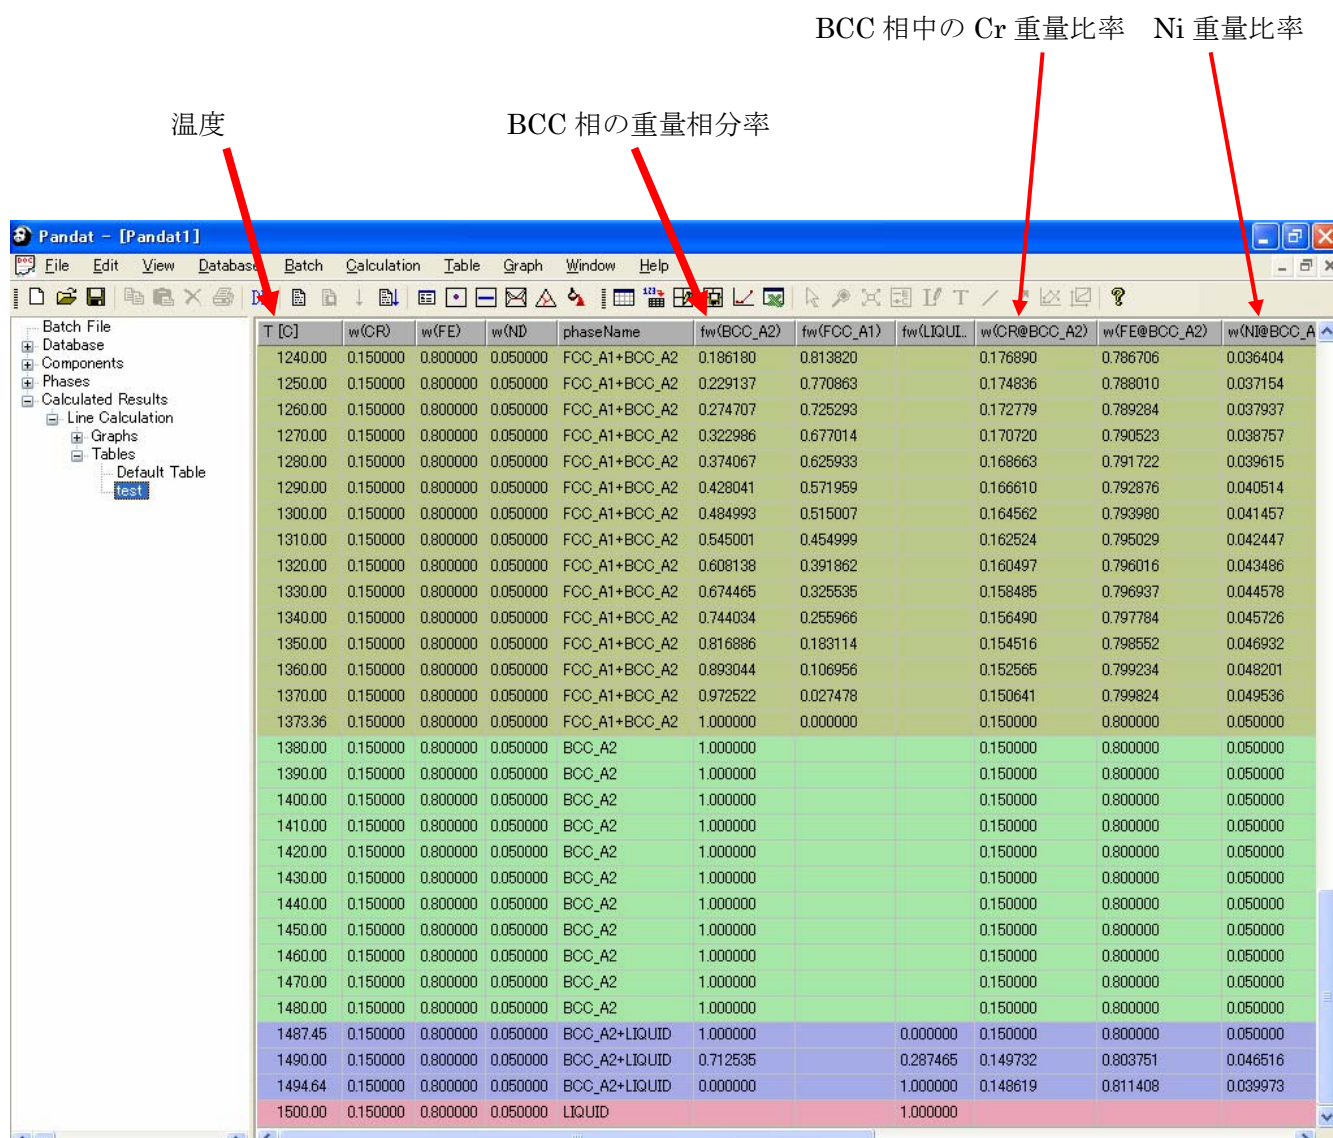 BCC 相中の Cr 重量比率 Ni 重量比率
温度 BCC 相の重量相分率
Pandat - [Pandat1]
File Edit View Database Batch Calculation Table Graph Window Help
Batch File
Database
Components
Phases
Calculated Results
Line Calculation
Graphs
Tables
Default Table
test
T [C] w(CR) w(FE) w(NI) phaseName fw(BCC_A2) fw(FCC_A1) fw(LIQUI... w(CR@BCC_A2) w(FE@BCC_A2) w(NI@BCC_A
1240.00 0.150000 0.800000 0.050000 FCC_A1+BCC_A2 0.186180 0.813820 0.176890 0.786706 0.036404
1250.00 0.150000 0.800000 0.050000 FCC_A1+BCC_A2 0.229137 0.770863 0.174836 0.788010 0.037154
1260.00 0.150000 0.800000 0.050000 FCC_A1+BCC_A2 0.274707 0.725293 0.172779 0.789284 0.037937
1270.00 0.150000 0.800000 0.050000 FCC_A1+BCC_A2 0.322986 0.677014 0.170720 0.790523 0.038757
1280.00 0.150000 0.800000 0.050000 FCC_A1+BCC_A2 0.374067 0.625933 0.168663 0.791722 0.039615
1290.00 0.150000 0.800000 0.050000 FCC_A1+BCC_A2 0.428041 0.571959 0.166610 0.792876 0.040514
1300.00 0.150000 0.800000 0.050000 FCC_A1+BCC_A2 0.484993 0.515007 0.164562 0.793980 0.041457
1310.00 0.150000 0.800000 0.050000 FCC_A1+BCC_A2 0.545001 0.454999 0.162524 0.795029 0.042447
1320.00 0.150000 0.800000 0.050000 FCC_A1+BCC_A2 0.608138 0.391862 0.160497 0.796016 0.043486
1330.00 0.150000 0.800000 0.050000 FCC_A1+BCC_A2 0.674465 0.325535 0.158485 0.796937 0.044578
1340.00 0.150000 0.800000 0.050000 FCC_A1+BCC_A2 0.744034 0.255966 0.156490 0.797784 0.045726
1350.00 0.150000 0.800000 0.050000 FCC_A1+BCC_A2 0.816886 0.183114 0.154516 0.798552 0.046932
1360.00 0.150000 0.800000 0.050000 FCC_A1+BCC_A2 0.893044 0.106956 0.152565 0.799234 0.048201
1370.00 0.150000 0.800000 0.050000 FCC_A1+BCC_A2 0.972522 0.027478 0.150641 0.799824 0.049536
1373.36 0.150000 0.800000 0.050000 FCC_A1+BCC_A2 1.000000 0.000000 0.150000 0.800000 0.050000
1380.00 0.150000 0.800000 0.050000 BCC_A2 1.000000 0.150000 0.800000 0.050000
1390.00 0.150000 0.800000 0.050000 BCC_A2 1.000000 0.150000 0.800000 0.050000
1400.00 0.150000 0.800000 0.050000 BCC_A2 1.000000 0.150000 0.800000 0.050000
1410.00 0.150000 0.800000 0.050000 BCC_A2 1.000000 0.150000 0.800000 0.050000
1420.00 0.150000 0.800000 0.050000 BCC_A2 1.000000 0.150000 0.800000 0.050000
1430.00 0.150000 0.800000 0.050000 BCC_A2 1.000000 0.150000 0.800000 0.050000
1440.00 0.150000 0.800000 0.050000 BCC_A2 1.000000 0.150000 0.800000 0.050000
1450.00 0.150000 0.800000 0.050000 BCC_A2 1.000000 0.150000 0.800000 0.050000
1460.00 0.150000 0.800000 0.050000 BCC_A2 1.000000 0.150000 0.800000 0.050000
1470.00 0.150000 0.800000 0.050000 BCC_A2 1.000000 0.150000 0.800000 0.050000
1480.00 0.150000 0.800000 0.050000 BCC_A2 1.000000 0.150000 0.800000 0.050000
1487.45 0.150000 0.800000 0.050000 BCC_A2+LIQUID 1.000000 0.000000 0.150000 0.800000 0.050000
1490.00 0.150000 0.800000 0.050000 BCC_A2+LIQUID 0.712535 0.287465 0.149732 0.803751 0.046516
1494.64 0.150000 0.800000 0.050000 BCC_A2+LIQUID 0.000000 1.000000 0.148619 0.811408 0.039973
1500.00 0.150000 0.800000 0.050000 LIQUID 1.000000